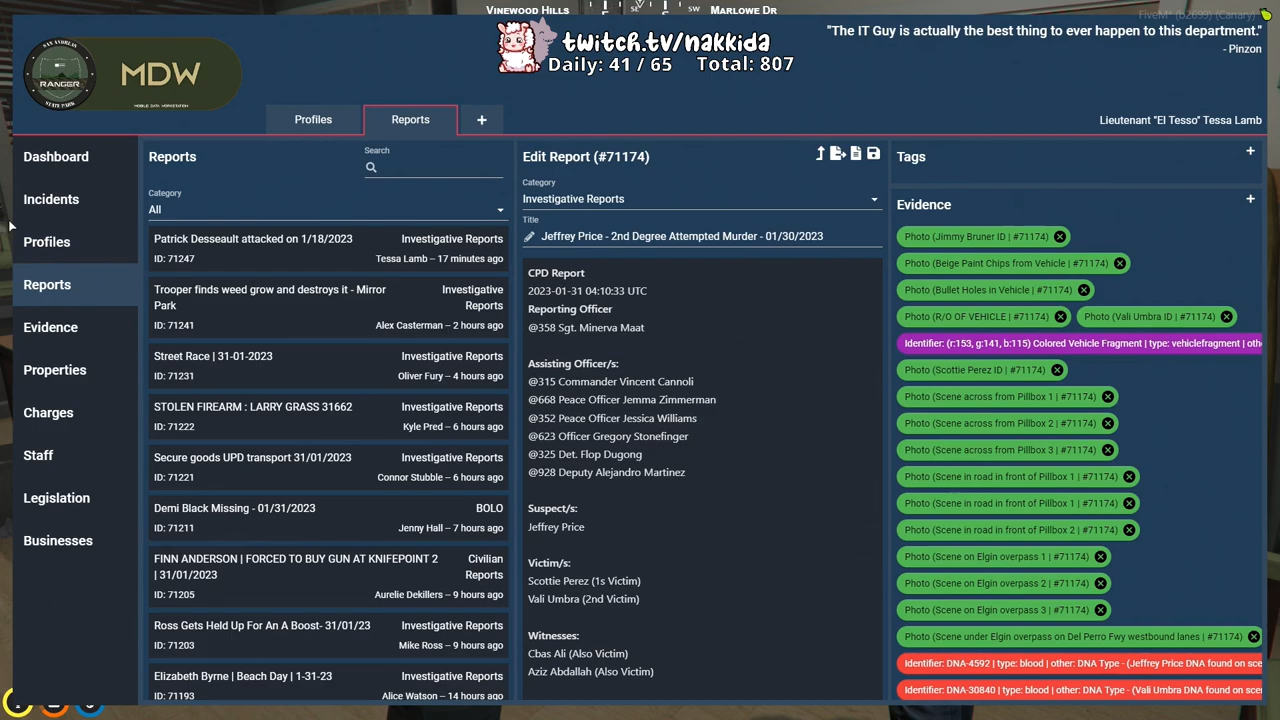 VINEWOOD HILLS
SE
SW
MARLOWE DR
FiveM* (b2699) (Canary)
SAN ANDREAS
RANGER
STATE PARK
MDW
MOBILE DATA WORKSTATION
twitch.tv/nakkida
Daily: 41 / 65 Total: 807
"The IT Guy is actually the best thing to ever happen to this department."
- Pinzon
Profiles
Reports
+
Lieutenant "El Tesso" Tessa Lamb
Dashboard
Incidents
Profiles
Reports
Evidence
Properties
Charges
Staff
Legislation
Businesses
Reports
Search
Category
All
Patrick Desseault attacked on 1/18/2023
Investigative Reports
ID: 71247
Tessa Lamb – 17 minutes ago
Trooper finds weed grow and destroys it - Mirror
Park
Investigative
Reports
ID: 71241
Alex Casterman – 2 hours ago
Street Race | 31-01-2023
Investigative Reports
ID: 71231
Oliver Fury – 4 hours ago
STOLEN FIREARM : LARRY GRASS 31662
Investigative Reports
ID: 71222
Kyle Pred – 6 hours ago
Secure goods UPD transport 31/01/2023
Investigative Reports
ID: 71221
Connor Stubble – 6 hours ago
Demi Black Missing - 01/31/2023
BOLO
ID: 71211
Jenny Hall – 7 hours ago
FINN ANDERSON | FORCED TO BUY GUN AT KNIFEPOINT 2
| 31/01/2023
Civilian
Reports
ID: 71205
Aurelie Dekillers – 9 hours ago
Ross Gets Held Up For An A Boost- 31/01/23
Investigative Reports
ID: 71203
Mike Ross – 9 hours ago
Elizabeth Byrne | Beach Day | 1-31-23
Investigative Reports
ID: 71193
Alice Watson – 14 hours ago
Edit Report (#71174)
Category
Investigative Reports
Title
Jeffrey Price - 2nd Degree Attempted Murder - 01/30/2023
CPD Report
2023-01-31 04:10:33 UTC
Reporting Officer
@358 Sgt. Minerva Maat
Assisting Officer/s:
@315 Commander Vincent Cannoli
@668 Peace Officer Jemma Zimmerman
@352 Peace Officer Jessica Williams
@623 Officer Gregory Stonefinger
@325 Det. Flop Dugong
@928 Deputy Alejandro Martinez
Suspect/s:
Jeffrey Price
Victim/s:
Scottie Perez (1s Victim)
Vali Umbra (2nd Victim)
Witnesses:
Cbas Ali (Also Victim)
Aziz Abdallah (Also Victim)
Tags
+
Evidence
+
Photo (Jimmy Bruner ID | #71174)
Photo (Beige Paint Chips from Vehicle | #71174)
Photo (Bullet Holes in Vehicle | #71174)
Photo (R/O OF VEHICLE | #71174)
Photo (Vali Umbra ID | #71174)
Identifier: (r:153, g:141, b:115) Colored Vehicle Fragment | type: vehiclefragment | oth
Photo (Scottie Perez ID | #71174)
Photo (Scene across from Pillbox 1 | #71174)
Photo (Scene across from Pillbox 2 | #71174)
Photo (Scene across from Pillbox 3 | #71174)
Photo (Scene in road in front of Pillbox 1 | #71174)
Photo (Scene in road in front of Pillbox 1 | #71174)
Photo (Scene in road in front of Pillbox 2 | #71174)
Photo (Scene on Elgin overpass 1 | #71174)
Photo (Scene on Elgin overpass 2 | #71174)
Photo (Scene on Elgin overpass 3 | #71174)
Photo (Scene under Elgin overpass on Del Perro Fwy westbound lanes | #71174)
Identifier: DNA-4592 | type: blood | other: DNA Type - (Jeffrey Price DNA found on sce
Identifier: DNA-30840 | type: blood | other: DNA Type - (Vali Umbra DNA found on sce